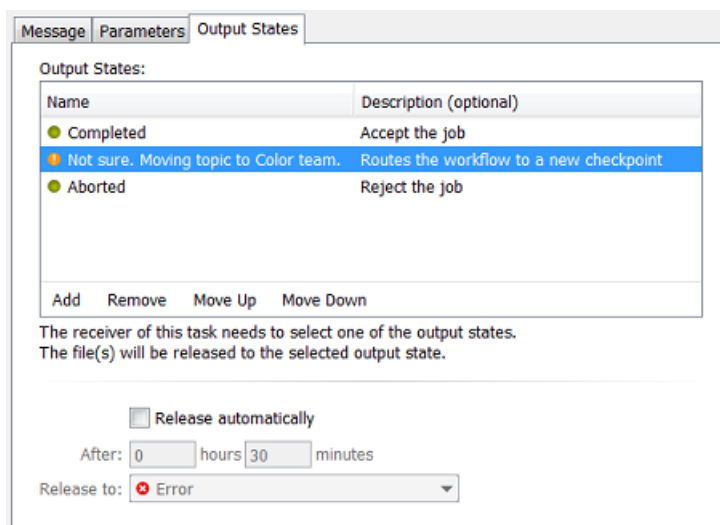 Message Parameters Output States
Output States:
Name Description (optional)
Completed Accept the job
Not sure. Moving topic to Color team. Routes the workflow to a new checkpoint
Aborted Reject the job
Add Remove Move Up Move Down
The receiver of this task needs to select one of the output states.
The file(s) will be released to the selected output state.
Release automatically
After: 0 hours 30 minutes
Release to: Error